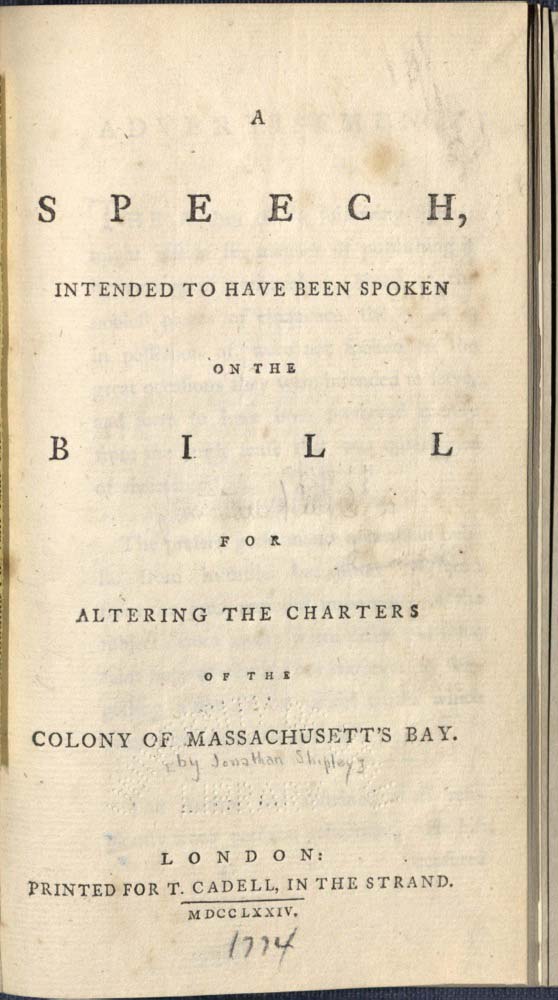 A
SPEECH,
INTENDED TO HAVE BEEN SPOKEN
ON THE
BILL
FOR
ALTERING THE CHARTERS
OF THE
COLONY OF MASSACHUSETT'S BAY.
[by Jonathan Shipley]
LONDON:
PRINTED FOR T. CADELL, IN THE STRAND.
MDCCLXXIV.
1774